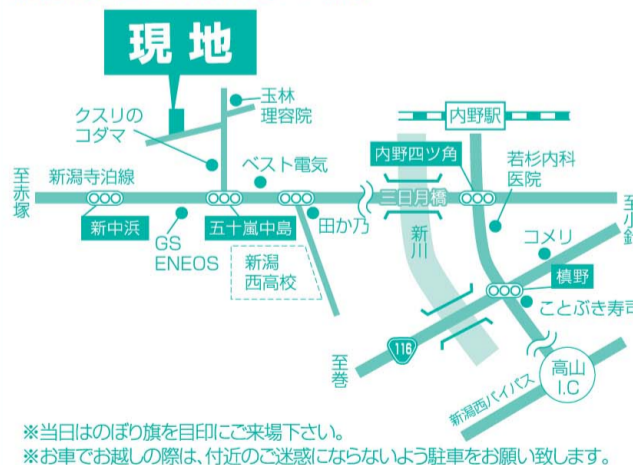 現地
玉林
理容院
クスリの
コダマ
内野駅
ベスト電気
内野四ツ角
若杉内科
医院
至赤塚
新潟寺泊線
三日月橋
至小針
新中浜
GS
ENEOS
五十嵐中島
田か乃
新川
コメリ
新潟
西高校
槙野
ことぶき寿司
116
至巻
高山
I.C
新潟西バイパス
※当日はのぼり旗を目印にご来場下さい。
※お車でお越しの際は、付近のご迷惑にならないよう駐車をお願い致します。